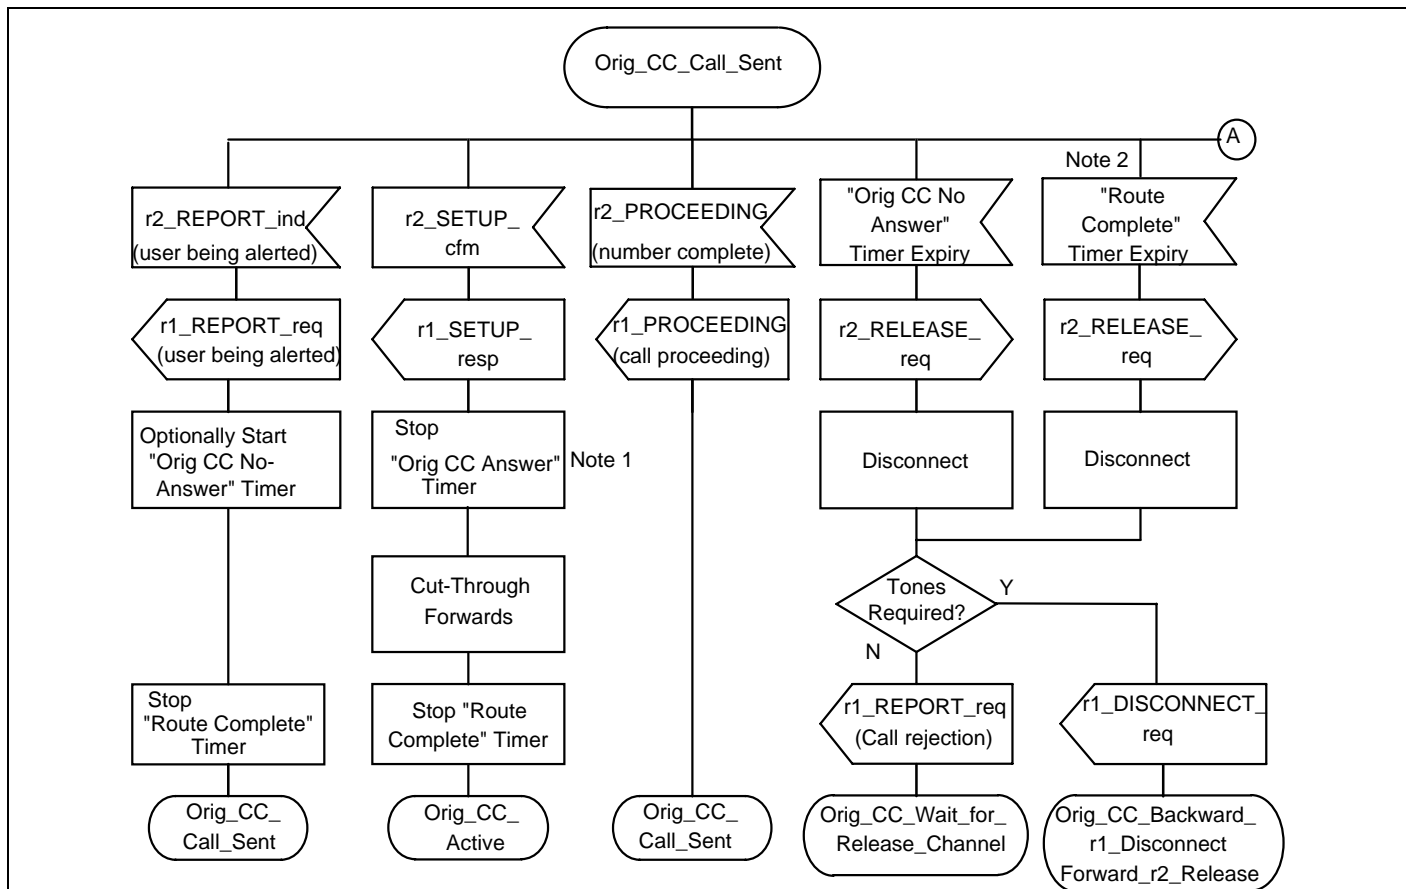 Orig_CC_Call_Sent
A
Note 2
r2_REPORT_ind
(user being alerted)
r2_SETUP_
cfm
r2_PROCEEDING
(number complete)
"Orig CC No
Answer"
Timer Expiry
"Route
Complete"
Timer Expiry
r1_REPORT_req
(user being alerted)
r1_SETUP_
resp
r1_PROCEEDING
(call proceeding)
r2_RELEASE_
req
r2_RELEASE_
req
Optionally Start
"Orig CC No-
Answer" Timer
Stop
"Orig CC Answer"
Timer
Note 1
Disconnect
Disconnect
Cut-Through
Forwards
Tones
Required?
Y
N
Stop
"Route Complete"
Timer
Stop "Route
Complete" Timer
r1_REPORT_req
(Call rejection)
r1_DISCONNECT_
req
Orig_CC_
Call_Sent
Orig_CC_
Active
Orig_CC_
Call_Sent
Orig_CC_Wait_for_
Release_Channel
Orig_CC_Backward_
r1_Disconnect
Forward_r2_Release